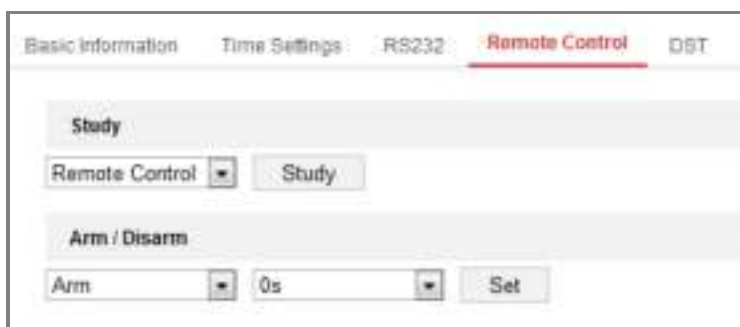 Basic Information Time Settings RS232 Remote Control DST
Study
Remote Control Study
Arm / Disarm
Arm 0s Set